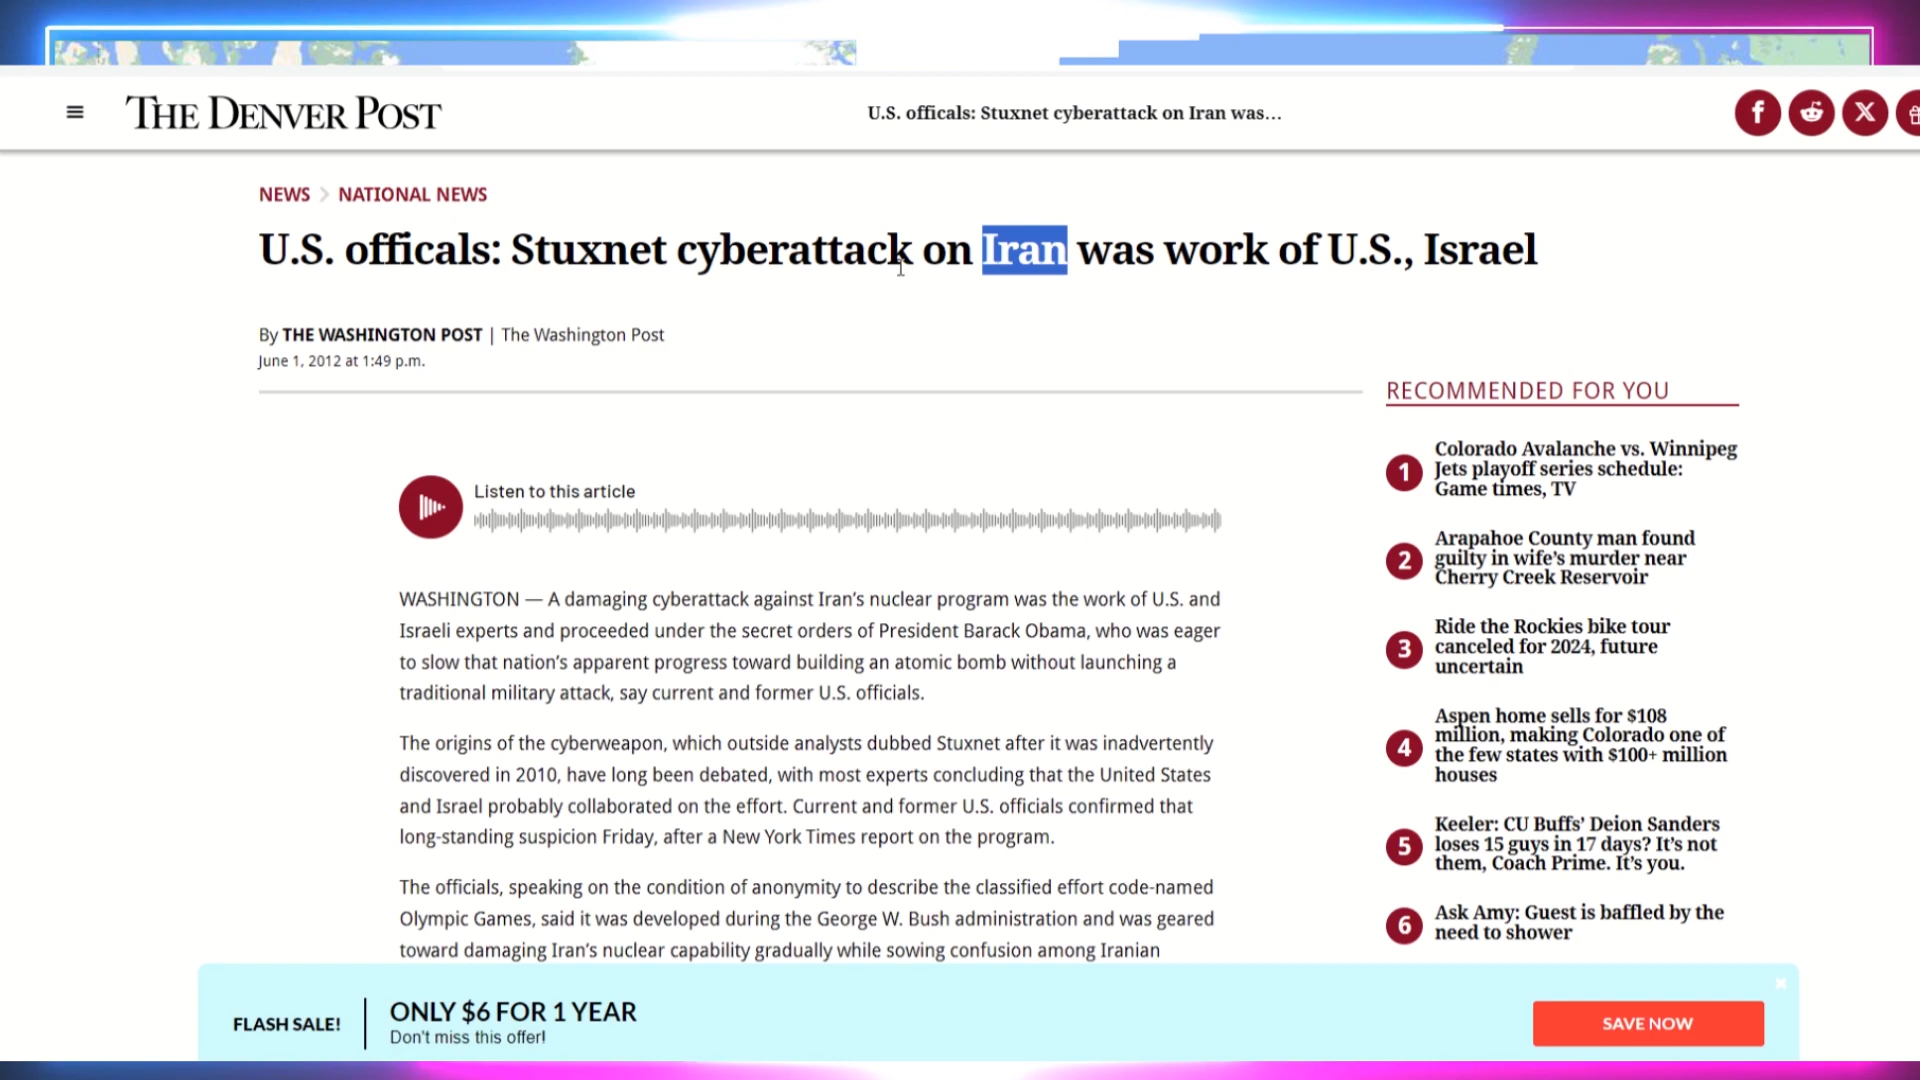 THE DENVER POST
U.S. officials: Stuxnet cyberattack on Iran was...
NEWS > NATIONAL NEWS
U.S. officals: Stuxnet cyberattack on Iran was work of U.S., Israel
By THE WASHINGTON POST | The Washington Post
June 1, 2012 at 1:49 p.m.
Listen to this article
WASHINGTON — A damaging cyberattack against Iran’s nuclear program was the work of U.S. and
Israeli experts and proceeded under the secret orders of President Barack Obama, who was eager
to slow that nation’s apparent progress toward building an atomic bomb without launching a
traditional military attack, say current and former U.S. officials.
The origins of the cyberweapon, which outside analysts dubbed Stuxnet after it was inadvertently
discovered in 2010, have long been debated, with most experts concluding that the United States
and Israel probably collaborated on the effort. Current and former U.S. officials confirmed that
long-standing suspicion Friday, after a New York Times report on the program.
The officials, speaking on the condition of anonymity to describe the classified effort code-named
Olympic Games, said it was developed during the George W. Bush administration and was geared
toward damaging Iran’s nuclear capability gradually while sowing confusion among Iranian
RECOMMENDED FOR YOU
1 Colorado Avalanche vs. Winnipeg
Jets playoff series schedule:
Game times, TV
2 Arapahoe County man found
guilty in wife’s murder near
Cherry Creek Reservoir
3 Ride the Rockies bike tour
canceled for 2024, future
uncertain
4 Aspen home sells for $108
million, making Colorado one of
the few states with $100+ million
houses
5 Keeler: CU Buffs’ Deion Sanders
loses 15 guys in 17 days? It’s not
them, Coach Prime. It’s you.
6 Ask Amy: Guest is baffled by the
need to shower
FLASH SALE!
ONLY $6 FOR 1 YEAR
Don't miss this offer!
SAVE NOW